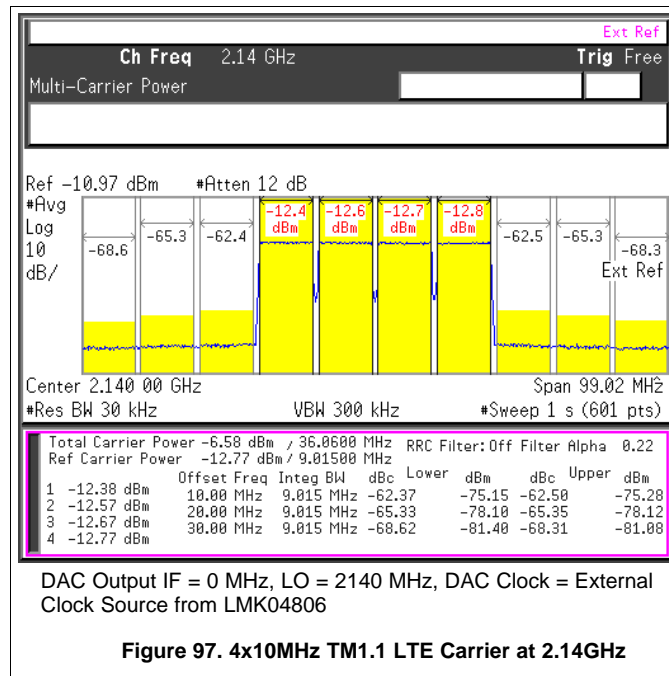 Ext Ref
Ch Freq 2.14 GHz Trig Free
Multi-Carrier Power
Ref -10.97 dBm #Atten 12 dB
#Avg
Log
10
dB/
-68.6 -65.3 -62.4 -12.4 dBm -12.6 dBm -12.7 dBm -12.8 dBm -62.5 -65.3 -68.3
Ext Ref
Center 2.140 00 GHz Span 99.02 MHz
#Res BW 30 kHz VBW 300 kHz #Sweep 1 s (601 pts)
Total Carrier Power -6.58 dBm / 36.0600 MHz RRC Filter: Off Filter Alpha 0.22
Ref Carrier Power -12.77 dBm / 9.01500 MHz
Offset Freq Integ BW dBc Lower dBm dBc Upper dBm
1 -12.38 dBm 10.00 MHz 9.015 MHz -62.37 -75.15 -62.50 -75.28
2 -12.57 dBm 20.00 MHz 9.015 MHz -65.33 -78.10 -65.35 -78.12
3 -12.67 dBm 30.00 MHz 9.015 MHz -68.62 -81.40 -68.31 -81.08
4 -12.77 dBm
DAC Output IF = 0 MHz, LO = 2140 MHz, DAC Clock = External
Clock Source from LMK04806
Figure 97. 4x10MHz TM1.1 LTE Carrier at 2.14GHz